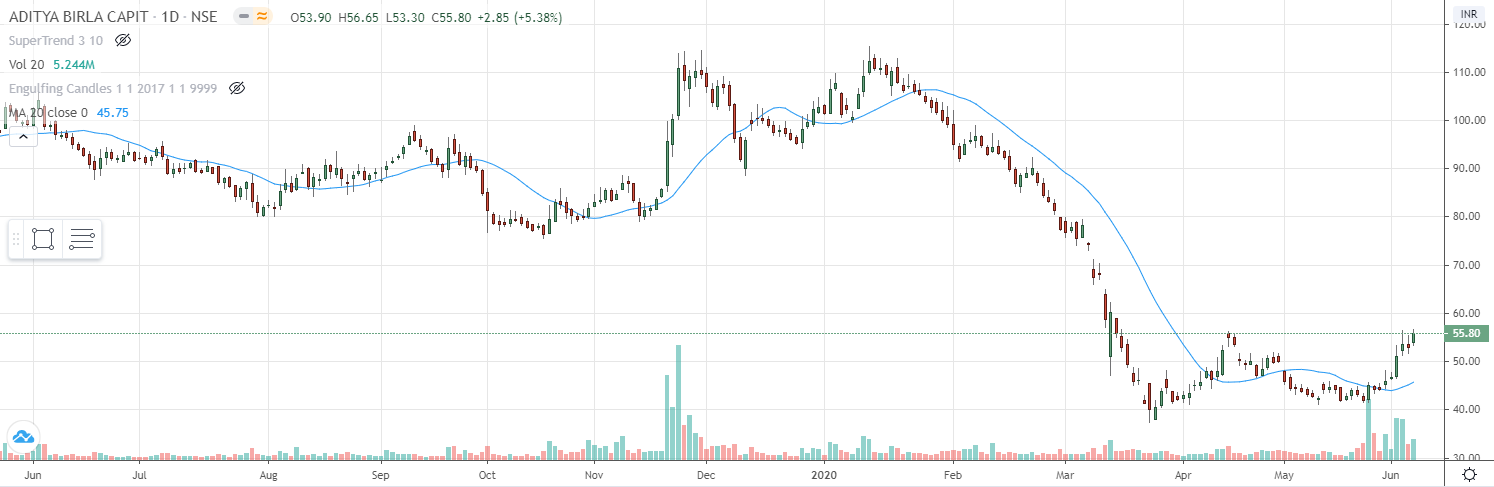 ADITYA BIRLA CAPIT · 1D · NSE O53.90 H56.65 L53.30 C55.80 +2.85 (+5.38%)
INR
SuperTrend 3 10
Vol 20 5.244M
Engulfing Candles 1 1 2017 1 1 9999
MA 20 close 0 45.75
120.00
110.00
100.00
90.00
80.00
70.00
60.00
55.80
50.00
40.00
30.00
Jun Jul Aug Sep Oct Nov Dec 2020 Feb Mar Apr May Jun